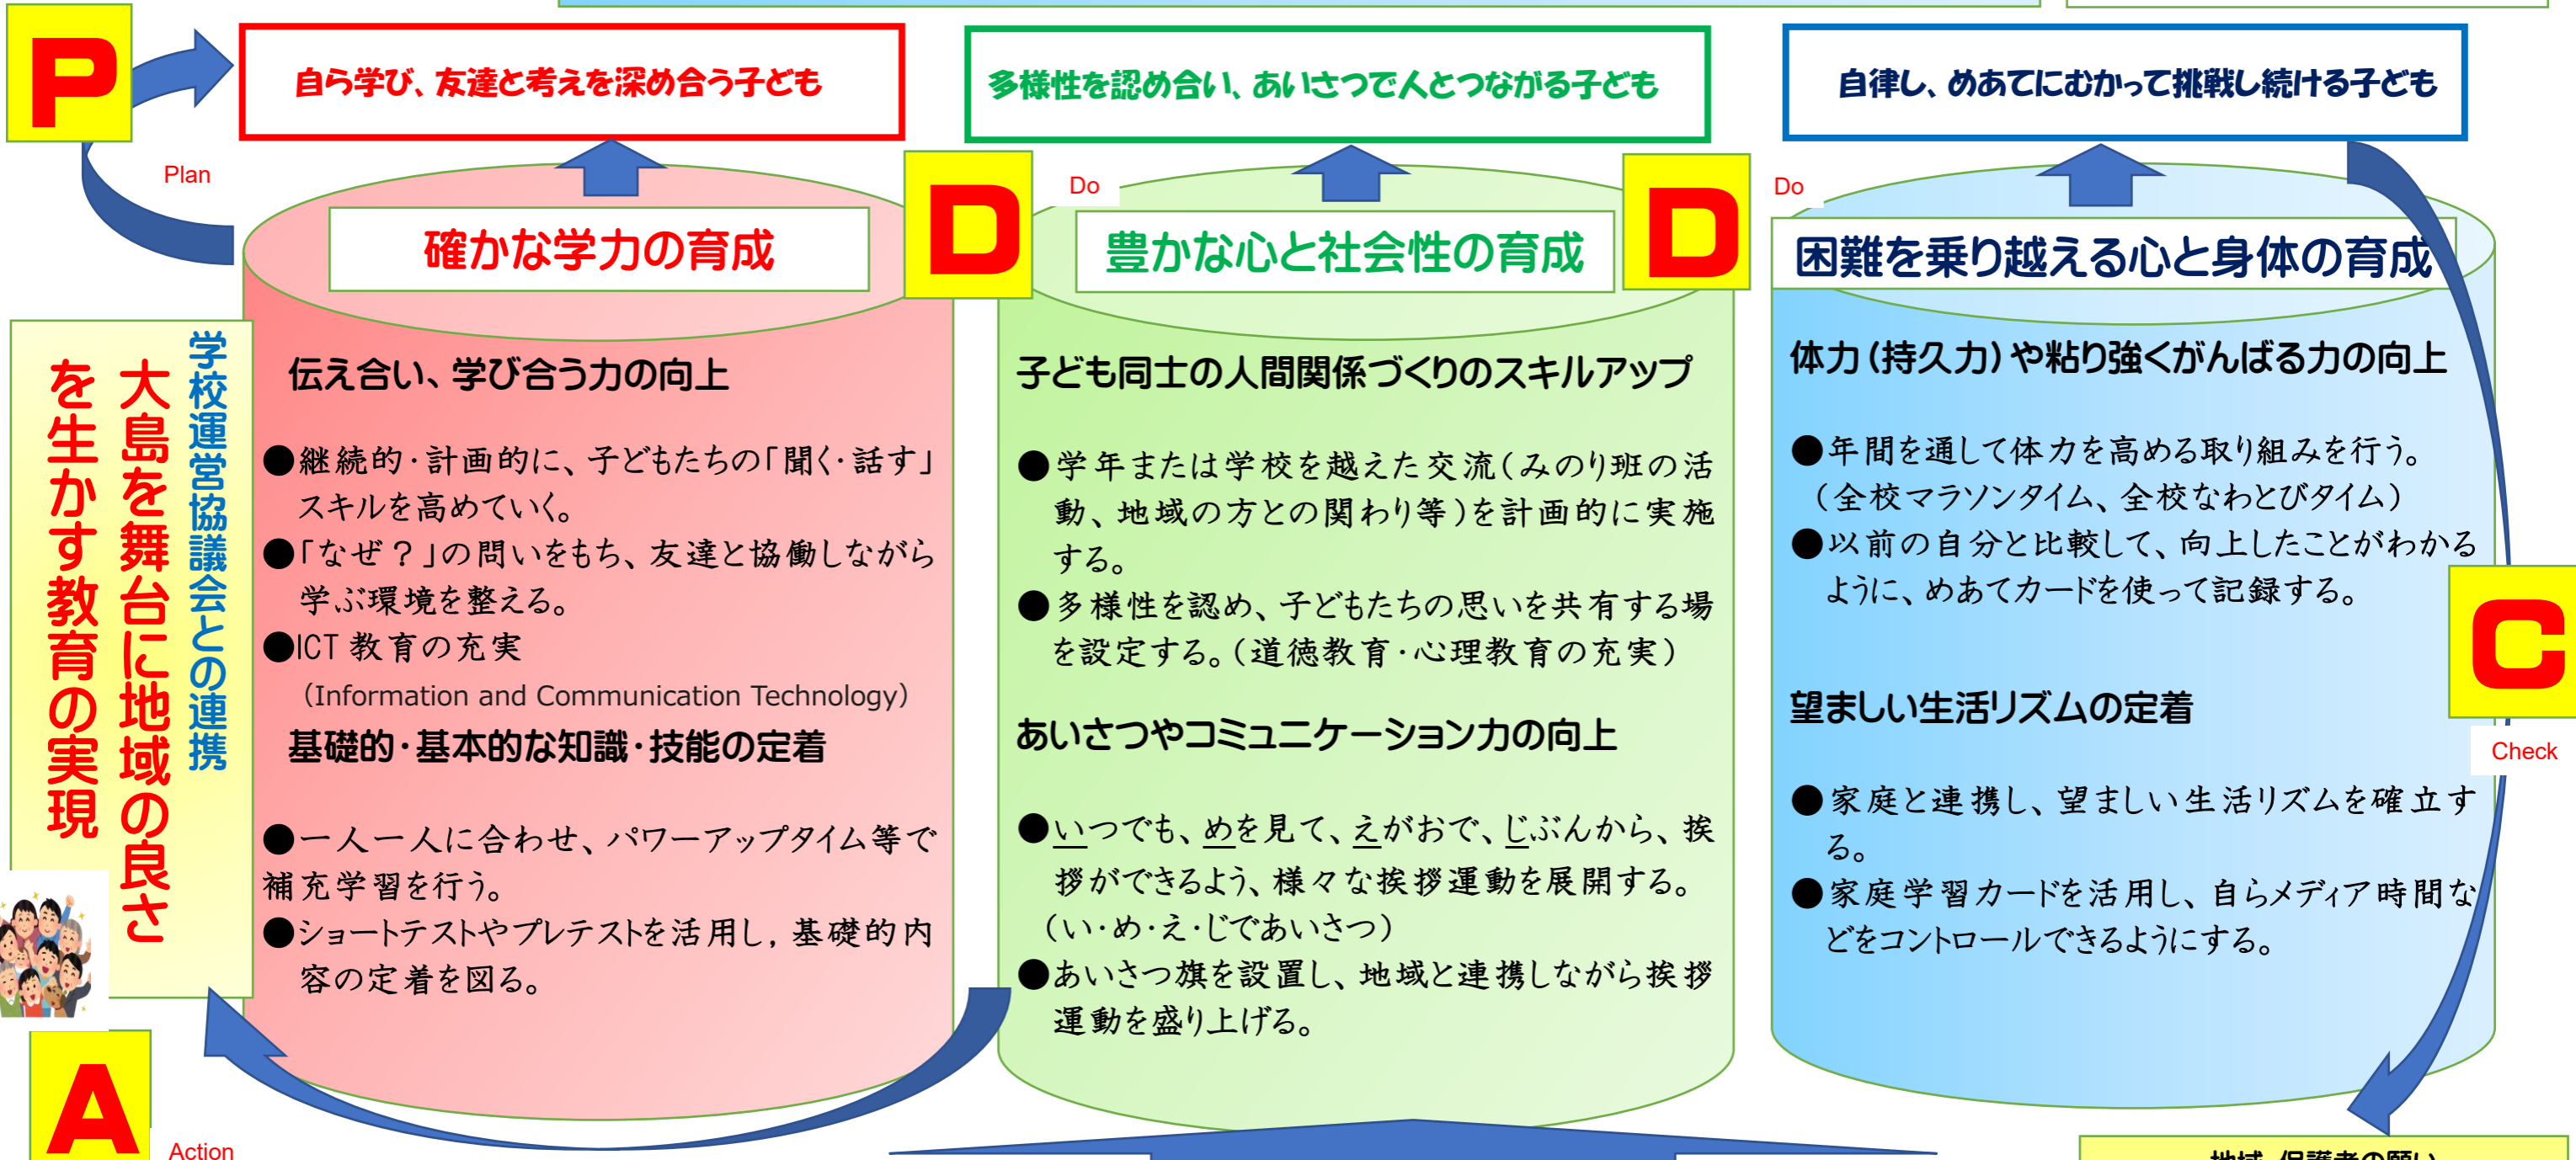 P
Plan
自ら学び、友達と考えを深め合う子ども
多様性を認め合い、あいさつで人とつながる子ども
自律し、めあてにむかって挑戦し続ける子ども
学校運営協議会との連携
大島を舞台に地域の良さ
を生かす教育の実現
確かな学力の育成
伝え合い、学び合う力の向上
●継続的・計画的に、子どもたちの「聞く・話す」
スキルを高めていく。
●「なぜ？」の問いをもち、友達と協働しながら
学ぶ環境を整える。
●ICT 教育の充実
（Information and Communication Technology）
基礎的・基本的な知識・技能の定着
●一人一人に合わせ、パワーアップタイム等で
補充学習を行う。
●ショートテストやプレテストを活用し，基礎的内
容の定着を図る。
D
Do
豊かな心と社会性の育成
子ども同士の人間関係づくりのスキルアップ
●学年または学校を越えた交流（みのり班の活
動、地域の方との関わり等）を計画的に実施
する。
●多様性を認め、子どもたちの思いを共有する場
を設定する。（道徳教育・心理教育の充実）
あいさつやコミュニケーション力の向上
●いつでも、めを見て、えがおで、じぶんから、挨
拶ができるよう、様々な挨拶運動を展開する。
（い・め・え・じであいさつ）
●あいさつ旗を設置し、地域と連携しながら挨拶
運動を盛り上げる。
D
Do
困難を乗り越える心と身体の育成
体力（持久力）や粘り強くがんばる力の向上
●年間を通して体力を高める取り組みを行う。
（全校マラソンタイム、全校なわとびタイム）
●以前の自分と比較して、向上したことがわかる
ように、めあてカードを使って記録する。
望ましい生活リズムの定着
●家庭と連携し、望ましい生活リズムを確立す
る。
●家庭学習カードを活用し、自らメディア時間な
どをコントロールできるようにする。
C
Check
A
Action
地域・保護者の願い